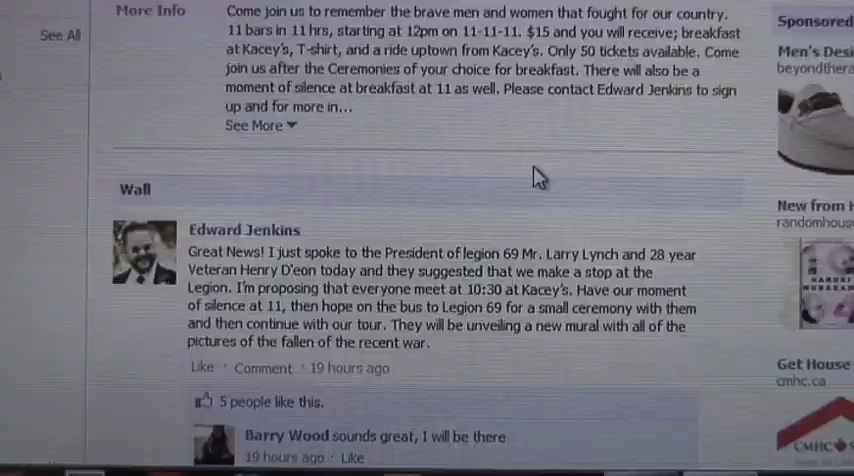 See All
More Info
Come join us to remember the brave men and women that fought for our country.
11 bars in 11 hrs, starting at 12pm on 11-11-11. $15 and you will receive; breakfast
at Kacey's, T-shirt, and a ride uptown from Kacey's. Only 50 tickets available. Come
join us after the Ceremonies of your choice for breakfast. There will also be a
moment of silence at breakfast at 11 as well. Please contact Edward Jenkins to sign
up and for more in...
See More
Wall
Edward Jenkins
Great News! I just spoke to the President of legion 69 Mr. Larry Lynch and 28 year
Veteran Henry D'eon today and they suggested that we make a stop at the
Legion. I'm proposing that everyone meet at 10:30 at Kacey's. Have our moment
of silence at 11, then hope on the bus to Legion 69 for a small ceremony with them
and then continue with our tour. They will be unveiling a new mural with all of the
pictures of the fallen of the recent war.
Like · Comment · 19 hours ago
5 people like this.
Barry Wood sounds great, I will be there
19 hours ago · Like
Sponsored
Men's Desi
beyondthera
New from H
randomhous
HARUKI
MURAKAMI
Get House
cmhc.ca
CMHC S